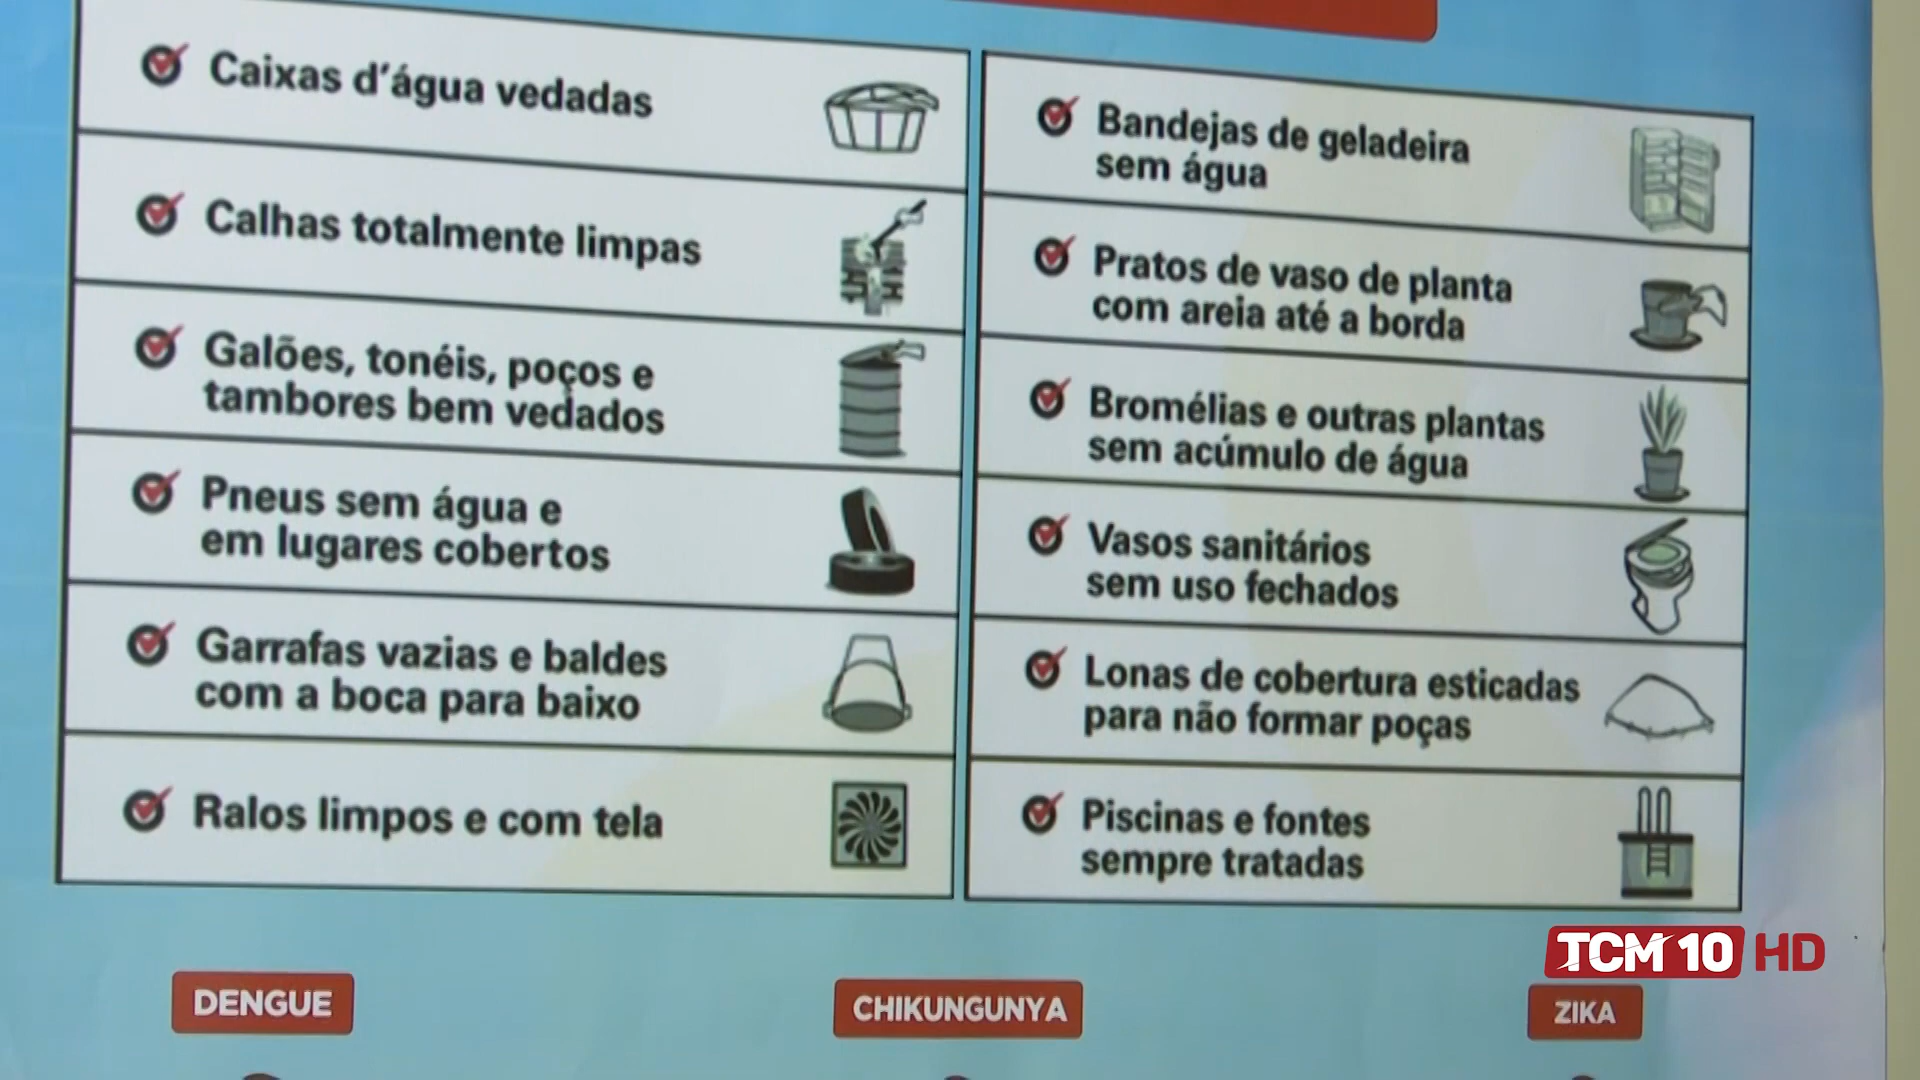 Caixas d'água vedadas
Calhas totalmente limpas
Galões, tonéis, poços e
tambores bem vedados
Pneus sem água e
em lugares cobertos
Garrafas vazias e baldes
com a boca para baixo
Ralos limpos e com tela
Bandejas de geladeira
sem água
Pratos de vaso de planta
com areia até a borda
Bromélias e outras plantas
sem acúmulo de água
Vasos sanitários
sem uso fechados
Lonas de cobertura esticadas
para não formar poças
Piscinas e fontes
sempre tratadas
TCM 10 HD
DENGUE
CHIKUNGUNYA
ZIKA